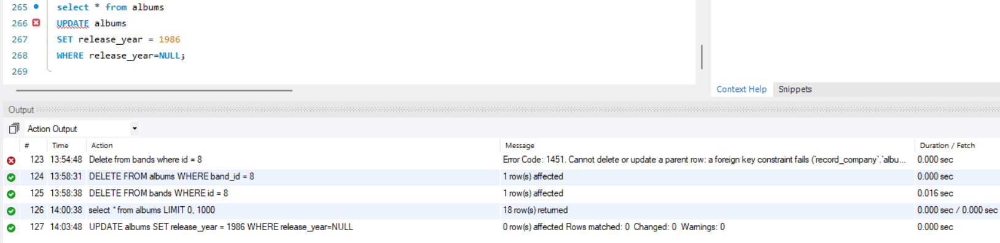 265 select * from albums
266 UPDATE albums
267 SET release_year = 1986
268 WHERE release_year=NULL;
269
Context Help Snippets
Output
Action Output
# Time Action Message Duration / Fetch
123 13:54:48 Delete from bands where id = 8 Error Code: 1451. Cannot delete or update a parent row: a foreign key constraint fails (`record_company`.`albu... 0.000 sec
124 13:58:31 DELETE FROM albums WHERE band_id = 8 1 row(s) affected 0.000 sec
125 13:58:38 DELETE FROM bands WHERE id = 8 1 row(s) affected 0.016 sec
126 14:00:38 select * from albums LIMIT 0, 1000 18 row(s) returned 0.000 sec / 0.000 sec
127 14:03:48 UPDATE albums SET release_year = 1986 WHERE release_year=NULL 0 row(s) affected Rows matched: 0 Changed: 0 Warnings: 0 0.000 sec